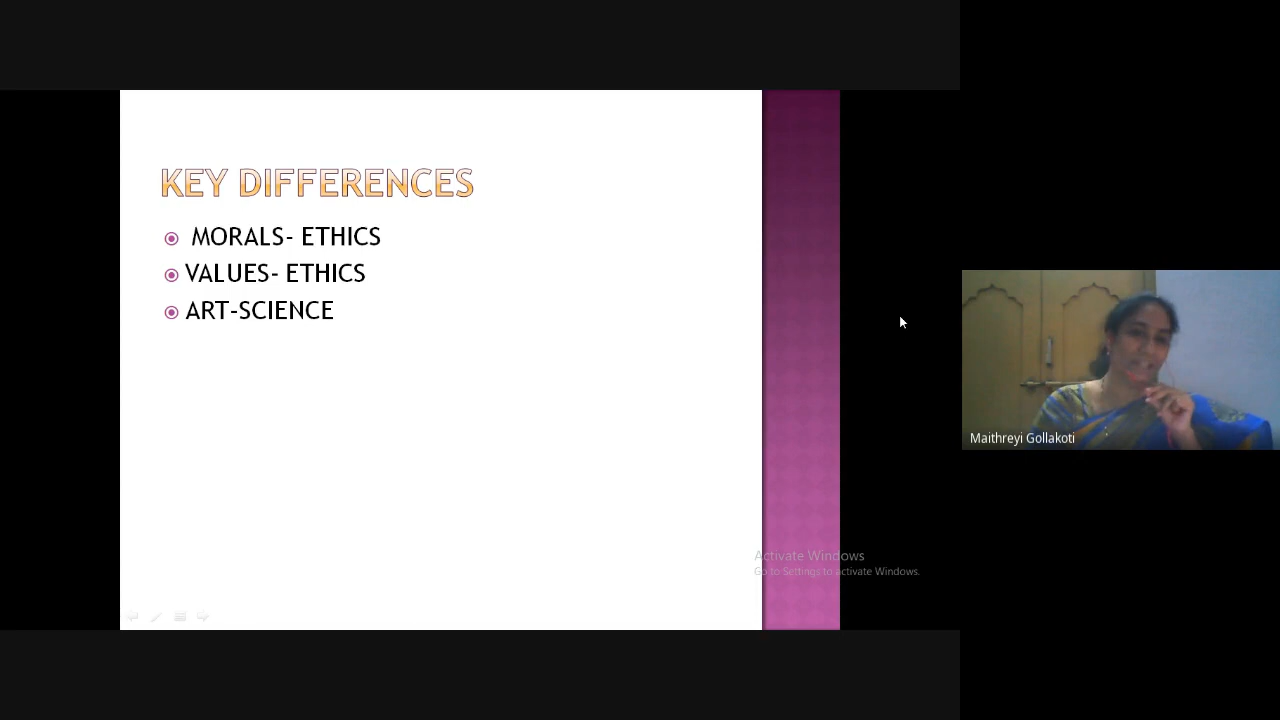 KEY DIFFERENCES
MORALS- ETHICS
VALUES- ETHICS
ART-SCIENCE
Maithreyi Gollakoti
Activate Windows
Go to Settings to activate Windows.